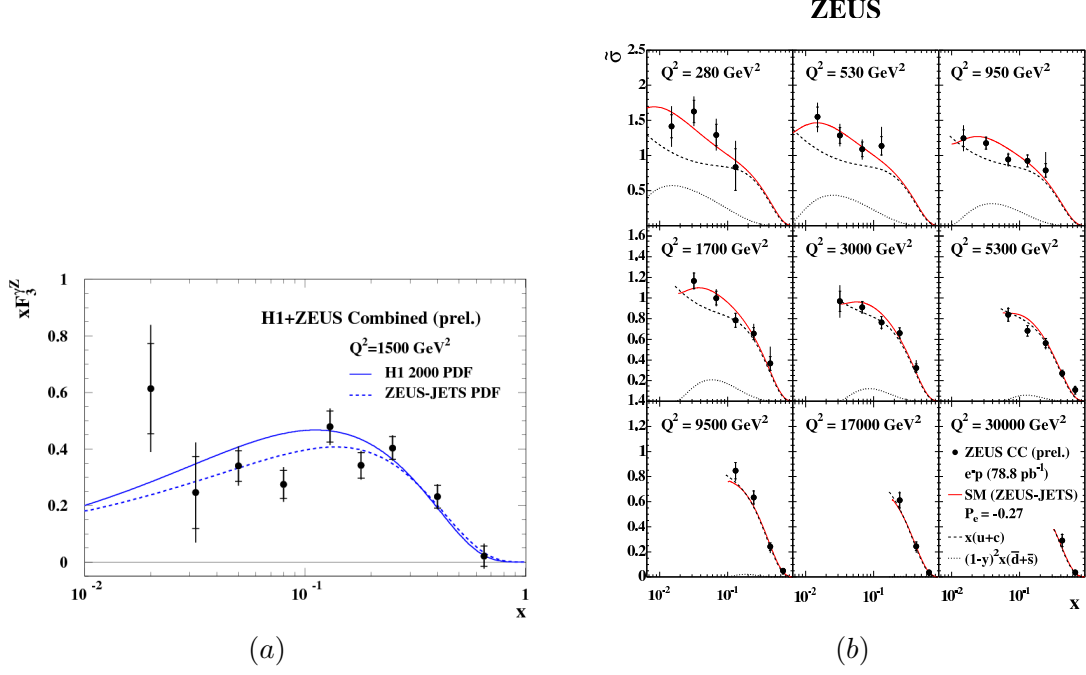 ZEUS
xF₃^γZ
1
0.8
0.6
0.4
0.2
0
H1+ZEUS Combined (prel.)
Q²=1500 GeV²
H1 2000 PDF
ZEUS-JETS PDF
10⁻² 10⁻¹ 1
x
(a)
σ̃
2.5
2
1.5
1
0.5
Q² = 280 GeV² Q² = 530 GeV² Q² = 950 GeV²
1.4
1.2
1
0.8
0.6
0.4
0.2
Q² = 1700 GeV² Q² = 3000 GeV² Q² = 5300 GeV²
1.4
1.2
1
0.8
0.6
0.4
0.2
0
Q² = 9500 GeV² Q² = 17000 GeV² Q² = 30000 GeV²
ZEUS CC (prel.)
e⁻p (78.8 pb⁻¹)
SM (ZEUS-JETS)
Pₑ = -0.27
x(u+c)
(1-y)²x(d̄+s̄)
10⁻² 10⁻¹ 10⁻² 10⁻¹ 10⁻² 10⁻¹ x
(b)